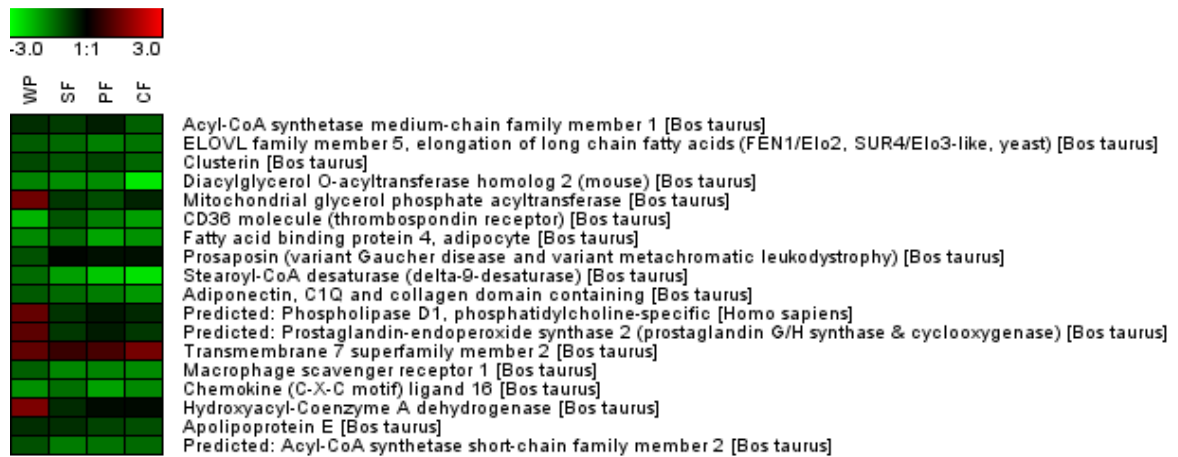 -3.0 1:1 3.0
WP SF PF CF
Acyl-CoA synthetase medium-chain family member 1 [Bos taurus]
ELOVL family member 5, elongation of long chain fatty acids (FEN1/Elo2, SUR4/Elo3-like, yeast) [Bos taurus]
Clusterin [Bos taurus]
Diacylglycerol O-acyltransferase homolog 2 (mouse) [Bos taurus]
Mitochondrial glycerol phosphate acyltransferase [Bos taurus]
CD36 molecule (thrombospondin receptor) [Bos taurus]
Fatty acid binding protein 4, adipocyte [Bos taurus]
Prosaposin (variant Gaucher disease and variant metachromatic leukodystrophy) [Bos taurus]
Stearoyl-CoA desaturase (delta-9-desaturase) [Bos taurus]
Adiponectin, C1Q and collagen domain containing [Bos taurus]
Predicted: Phospholipase D1, phosphatidylcholine-specific [Homo sapiens]
Predicted: Prostaglandin-endoperoxide synthase 2 (prostaglandin G/H synthase & cyclooxygenase) [Bos taurus]
Transmembrane 7 superfamily member 2 [Bos taurus]
Macrophage scavenger receptor 1 [Bos taurus]
Chemokine (C-X-C motif) ligand 16 [Bos taurus]
Hydroxyacyl-Coenzyme A dehydrogenase [Bos taurus]
Apolipoprotein E [Bos taurus]
Predicted: Acyl-CoA synthetase short-chain family member 2 [Bos taurus]